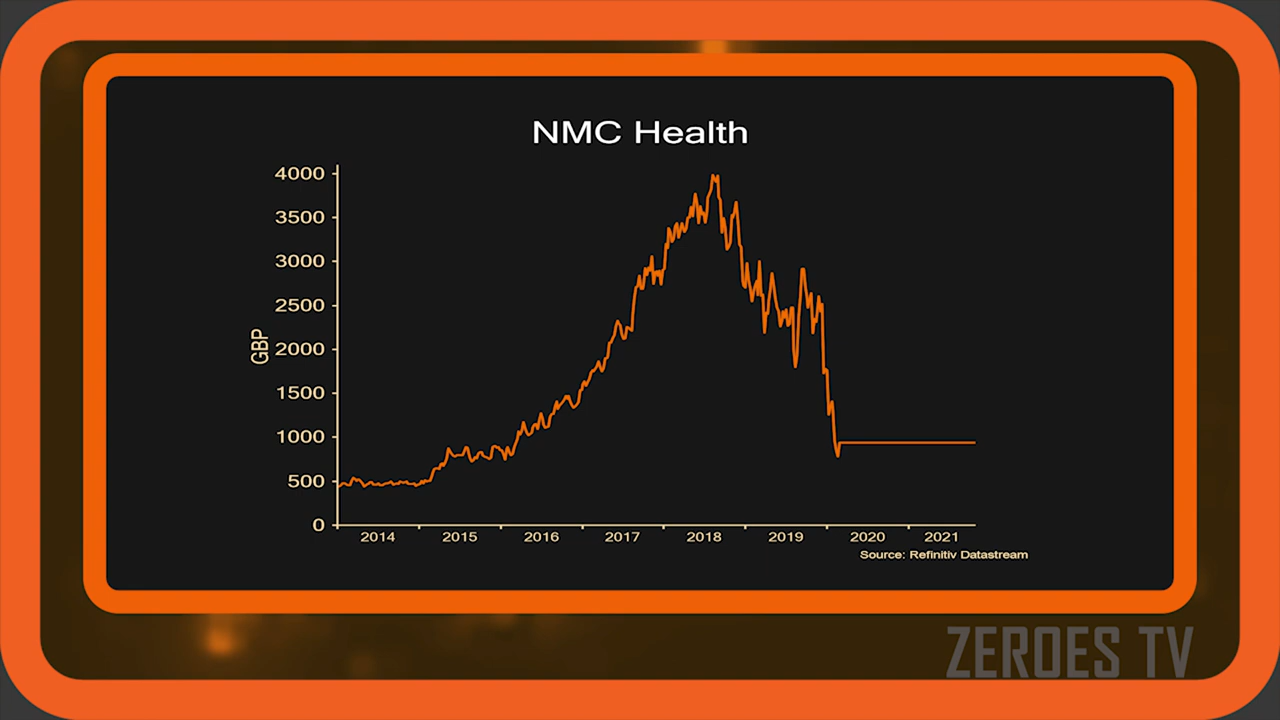 NMC Health
4000
3500
3000
2500
2000
1500
1000
500
0
GBP
2014 2015 2016 2017 2018 2019 2020 2021
Source: Refinitiv Datastream
ZEROES TV